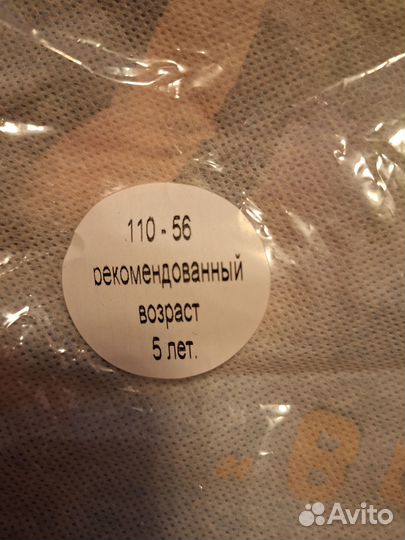 110 - 56
рекомендованный
возраст
5 лет.
Avito